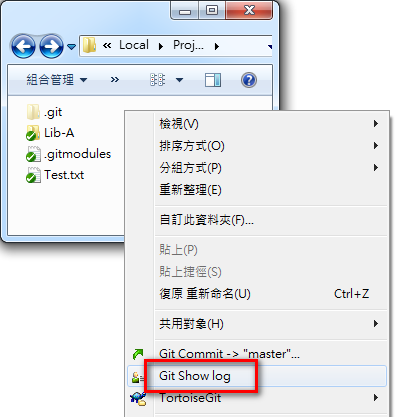 « Local ▸ Proj... ▸
組合管理 ▼ »
.git
Lib-A
.gitmodules
Test.txt
檢視(V)
排序方式(O)
分組方式(P)
重新整理(E)
自訂此資料夾(F)...
貼上(P)
貼上捷徑(S)
復原 重新命名(U) Ctrl+Z
共用對象(H)
Git Commit -> "master"...
Git Show log
TortoiseGit